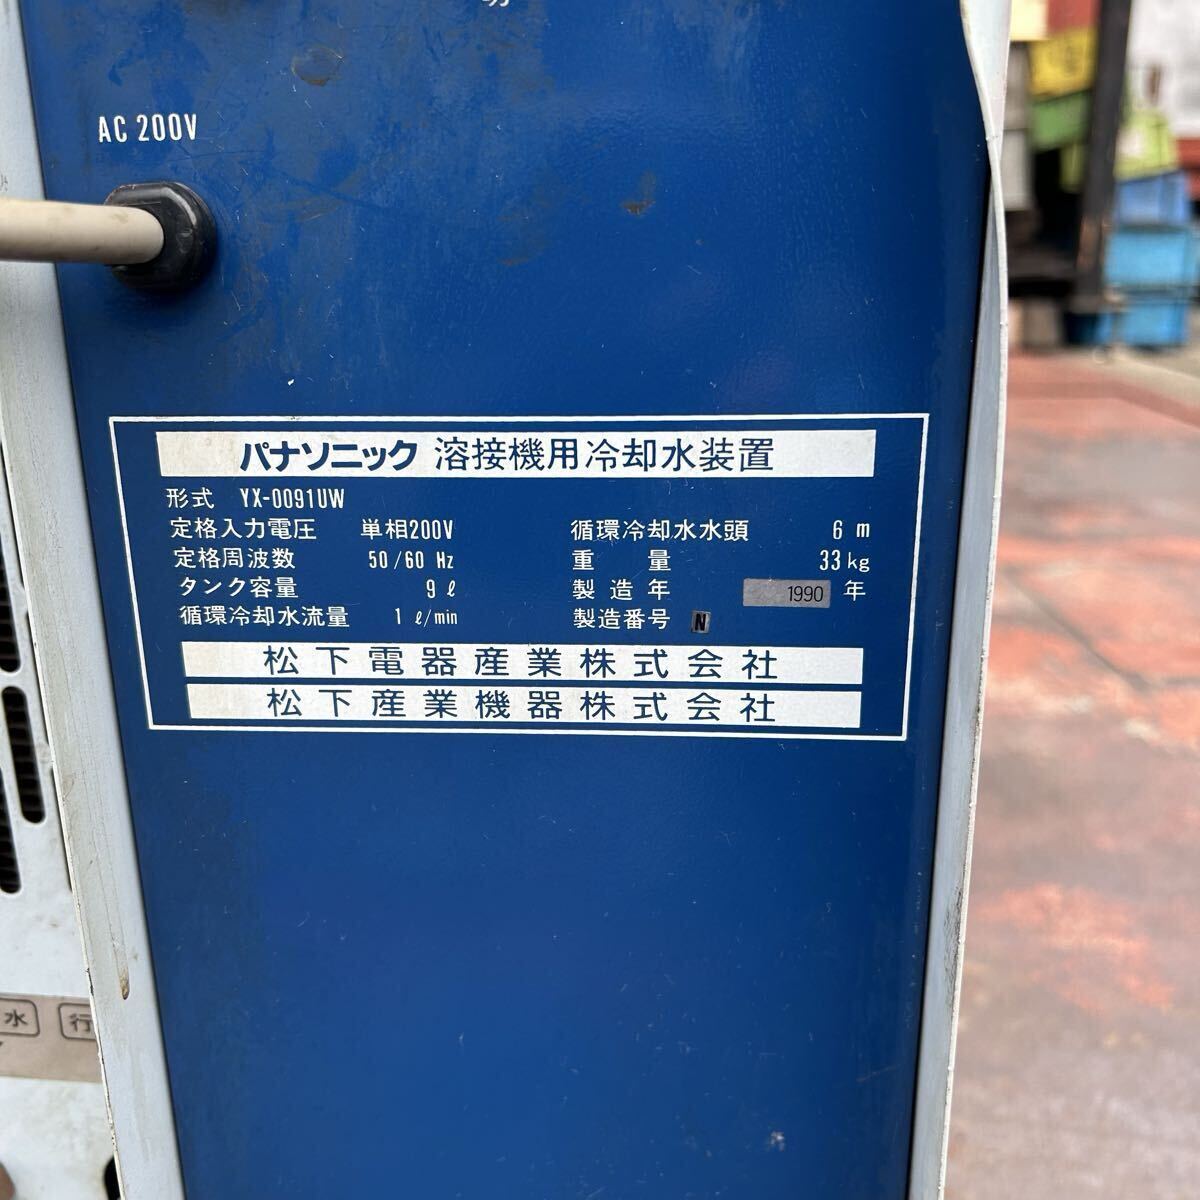 AC 200V
パナソニック 溶接機用冷却水装置
形式 YX-0091UW
定格入力電圧 単相200V
定格周波数 50/60 Hz
タンク容量 9 ℓ
循環冷却水流量 1 ℓ/min
循環冷却水水頭 6 m
重量 33kg
製造年 1990 年
製造番号 N
松下電器産業株式会社
松下産業機器株式会社
水
行